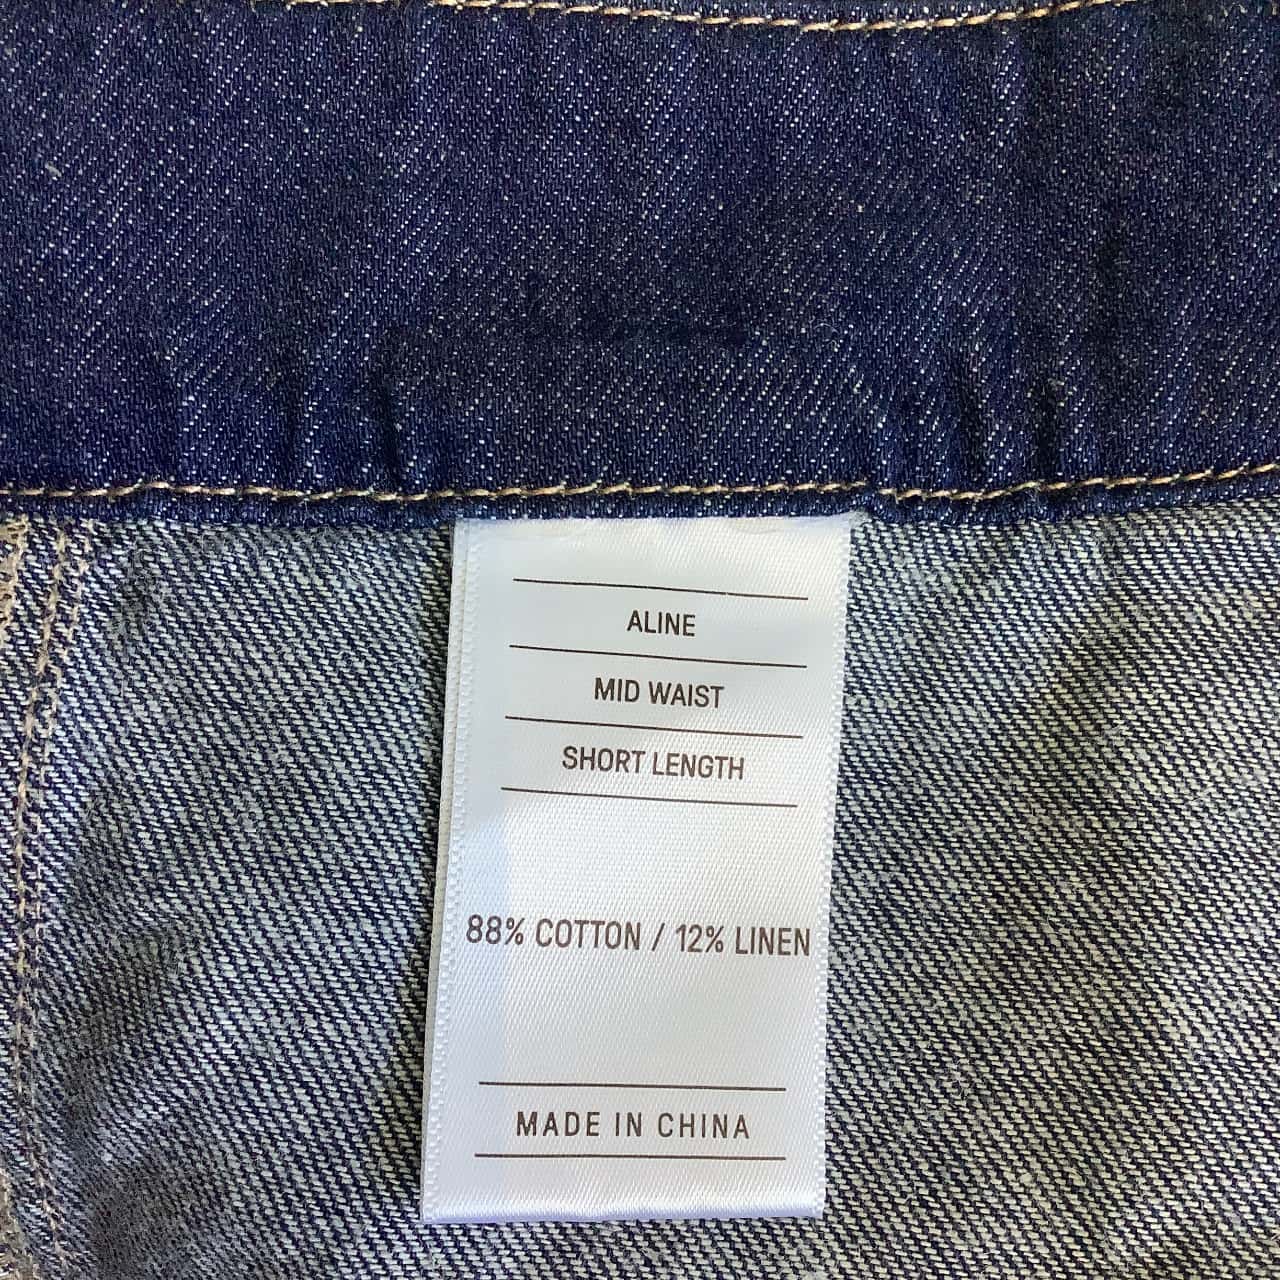 ALINE
MID WAIST
SHORT LENGTH
88% COTTON / 12% LINEN
MADE IN CHINA